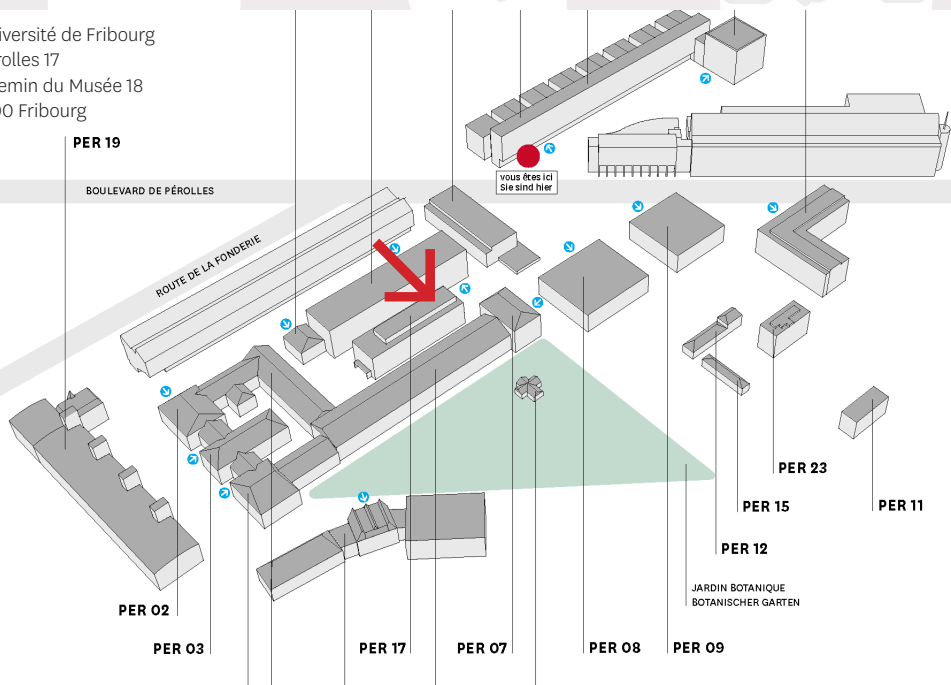 iversité de Fribourg
rolles 17
emin du Musée 18
00 Fribourg
PER 19
BOULEVARD DE PÉROLLES
vous êtes ici
Sie sind hier
ROUTE DE LA FONDERIE
PER 23
PER 15
PER 11
PER 12
JARDIN BOTANIQUE
BOTANISCHER GARTEN
PER 02
PER 03
PER 17
PER 07
PER 08
PER 09